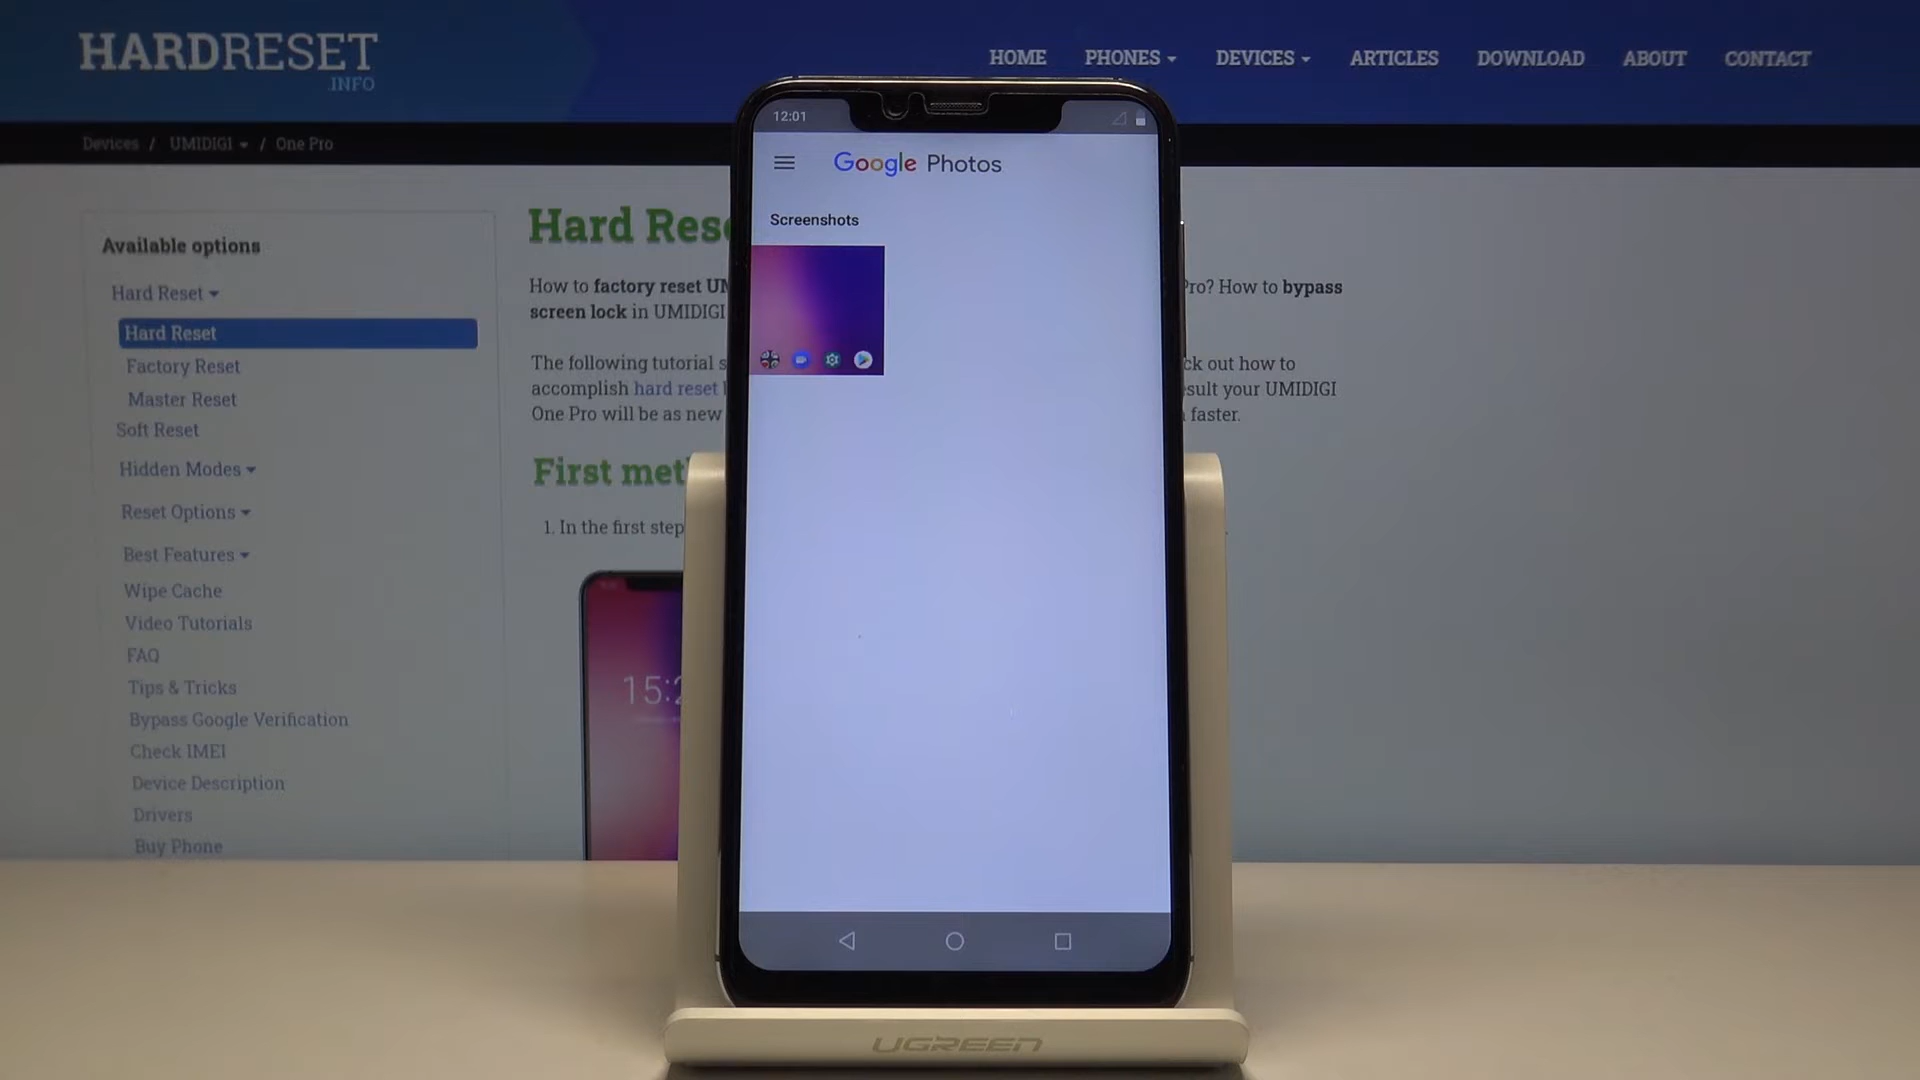 HARDRESET
.INFO
HOME PHONES DEVICES ARTICLES DOWNLOAD ABOUT CONTACT
Devices / UMIDIGI / One Pro
Available options
Hard Reset
Hard Reset
Factory Reset
Master Reset
Soft Reset
Hidden Modes
Reset Options
Best Features
Wipe Cache
Video Tutorials
FAQ
Tips & Tricks
Bypass Google Verification
Check IMEI
Device Description
Drivers
Buy Phone
Hard Res
How to factory reset UM
Pro? How to bypass
screen lock in UMIDIGI
The following tutorial s
ck out how to
accomplish hard reset
sult your UMIDIGI
One Pro will be as new
faster.
First met
1. In the first step
15:2
12:01
Google Photos
Screenshots
UGREEN